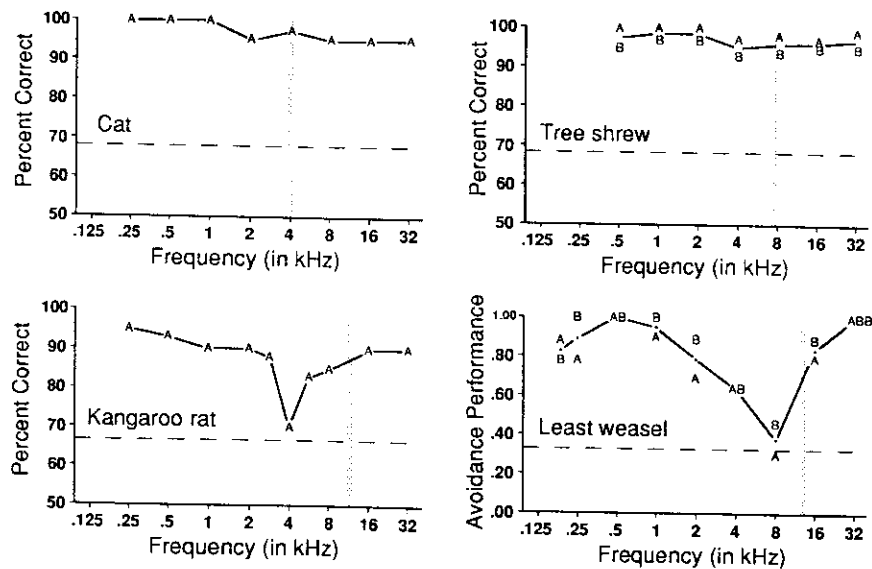 100
90
80
70
60
50
Percent Correct
A A A A A A A A
Cat
.125 .25 .5 1 2 4 8 16 32
Frequency (in kHz)
100
90
80
70
60
50
Percent Correct
A A A A A A A
B B B B B B B
Tree shrew
.125 .25 .5 1 2 4 8 16 32
Frequency (in kHz)
100
90
80
70
60
50
Percent Correct
A A A A A A A A A A
Kangaroo rat
.125 .25 .5 1 2 4 8 16 32
Frequency (in kHz)
1.00
.80
.60
.40
.20
.00
Avoidance Performance
A B
B A
AB
B A
B A
AB
B A
B A
ABB
Least weasel
.125 .25 .5 1 2 4 8 16 32
Frequency (in kHz)